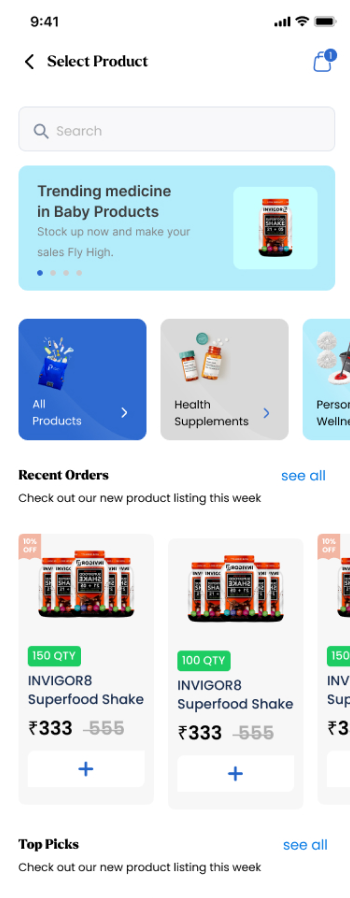 9:41
Select Product
1
Search
Trending medicine
in Baby Products
Stock up now and make your
sales Fly High.
INVIGOR8
SHAKE
All
Products
Health
Supplements
Person
Wellne
Recent Orders
see all
Check out our new product listing this week
10%
OFF
150 QTY
INVIGOR8
Superfood Shake
₹333 555
+
100 QTY
INVIGOR8
Superfood Shake
₹333 555
+
10%
OFF
150
INV
Sup
₹3
Top Picks
see all
Check out our new product listing this week